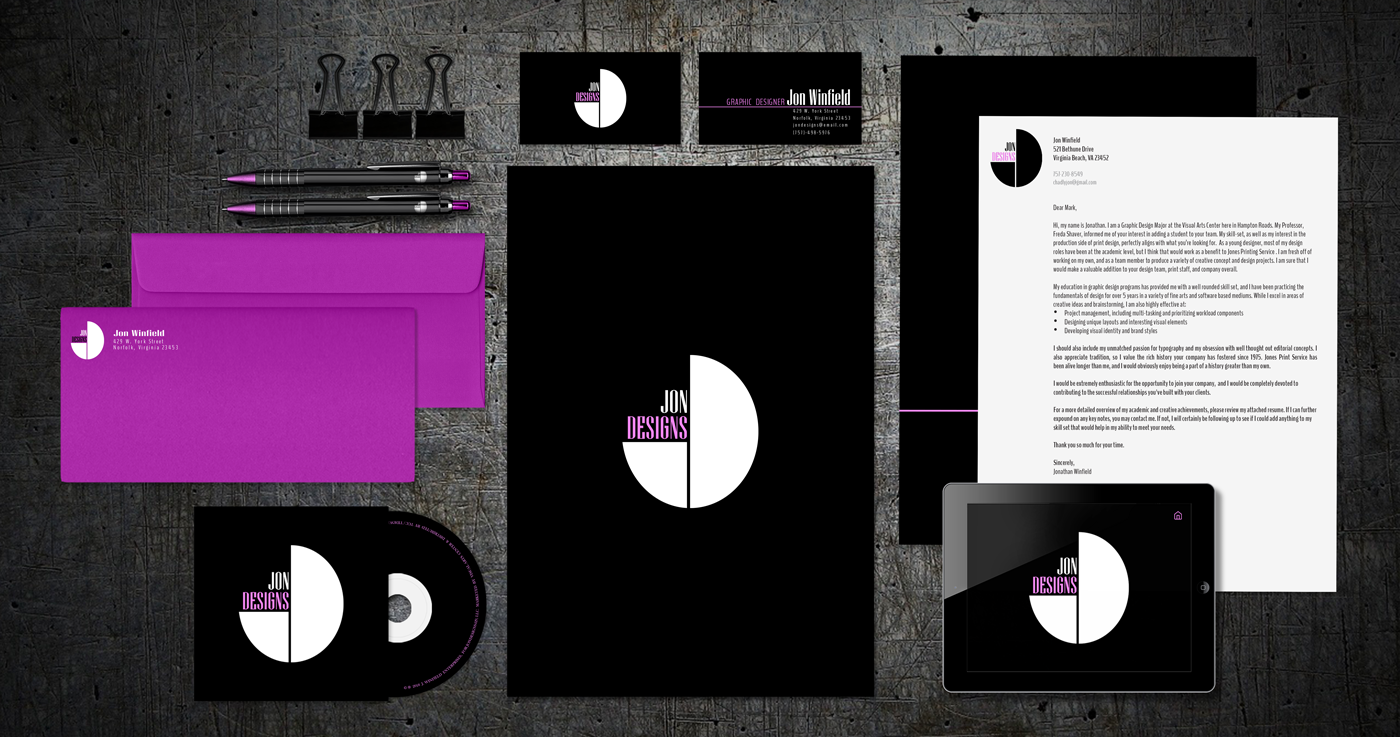 JON
DESIGNS
GRAPHIC DESIGNER Jon Winfield
429 W. York Street
Norfolk, Virginia 23453
jondesigns@email.com
(757)-498-5976
Jon Winfield
429 W. York Street
Norfolk, Virginia 23453
JON
DESIGNS
JON
DESIGNS
JON
DESIGNS
Jon Winfield
521 Bethune Drive
Virginia Beach, VA 23452
Dear Mark,
Hi, my name is Jonathan. I am a Graphic Design Major at the Visual Arts Center here in Hampton Roads. My Professor,
Freda Shaver, informed me of your interest in adding a student to your team. My skill-set, as well as my interest in the
production side of print design, perfectly aligns with what you're looking for. As a young designer, most of my design
roles have been at the academic level, but I think that would work as a benefit to Jones Printing Service . I am fresh off of
working on my own, and as a team member to produce a variety of creative concept and design projects. I am sure that I
would make a valuable addition to your design team, print staff, and company overall.
My education in graphic design programs has provided me with a well rounded skill set, and I have been practicing the
fundamentals of design for over 5 years in a variety of fine arts and software based mediums. While I excel in areas of
creative ideas and brainstorming, I am also highly effective at:
• Project management, including multi-tasking and prioritizing workload components
• Designing unique layouts and interesting visual elements
• Developing visual identity and brand styles
I should also include my unmatched passion for typography and my obsession with well thought out editorial concepts. I
also appreciate tradition, so I value the rich history your company has fostered since 1975. Jones Print Service has
been alive longer than me, and I would obviously enjoy being a part of a history greater than my own.
I would be extremely enthusiastic for the opportunity to join your company, and I would be completely devoted to
contributing to the successful relationships you've built with your clients.
For a more detailed overview of my academic and creative achievements, please review my attached resume. If I can further
expound on any key notes, you may contact me. If not, I will certainly be following up to see if I could add anything to my
skill set that would help in my ability to meet your needs.
Thank you so much for your time.
Sincerely,
Jonathan Winfield
JON
DESIGNS